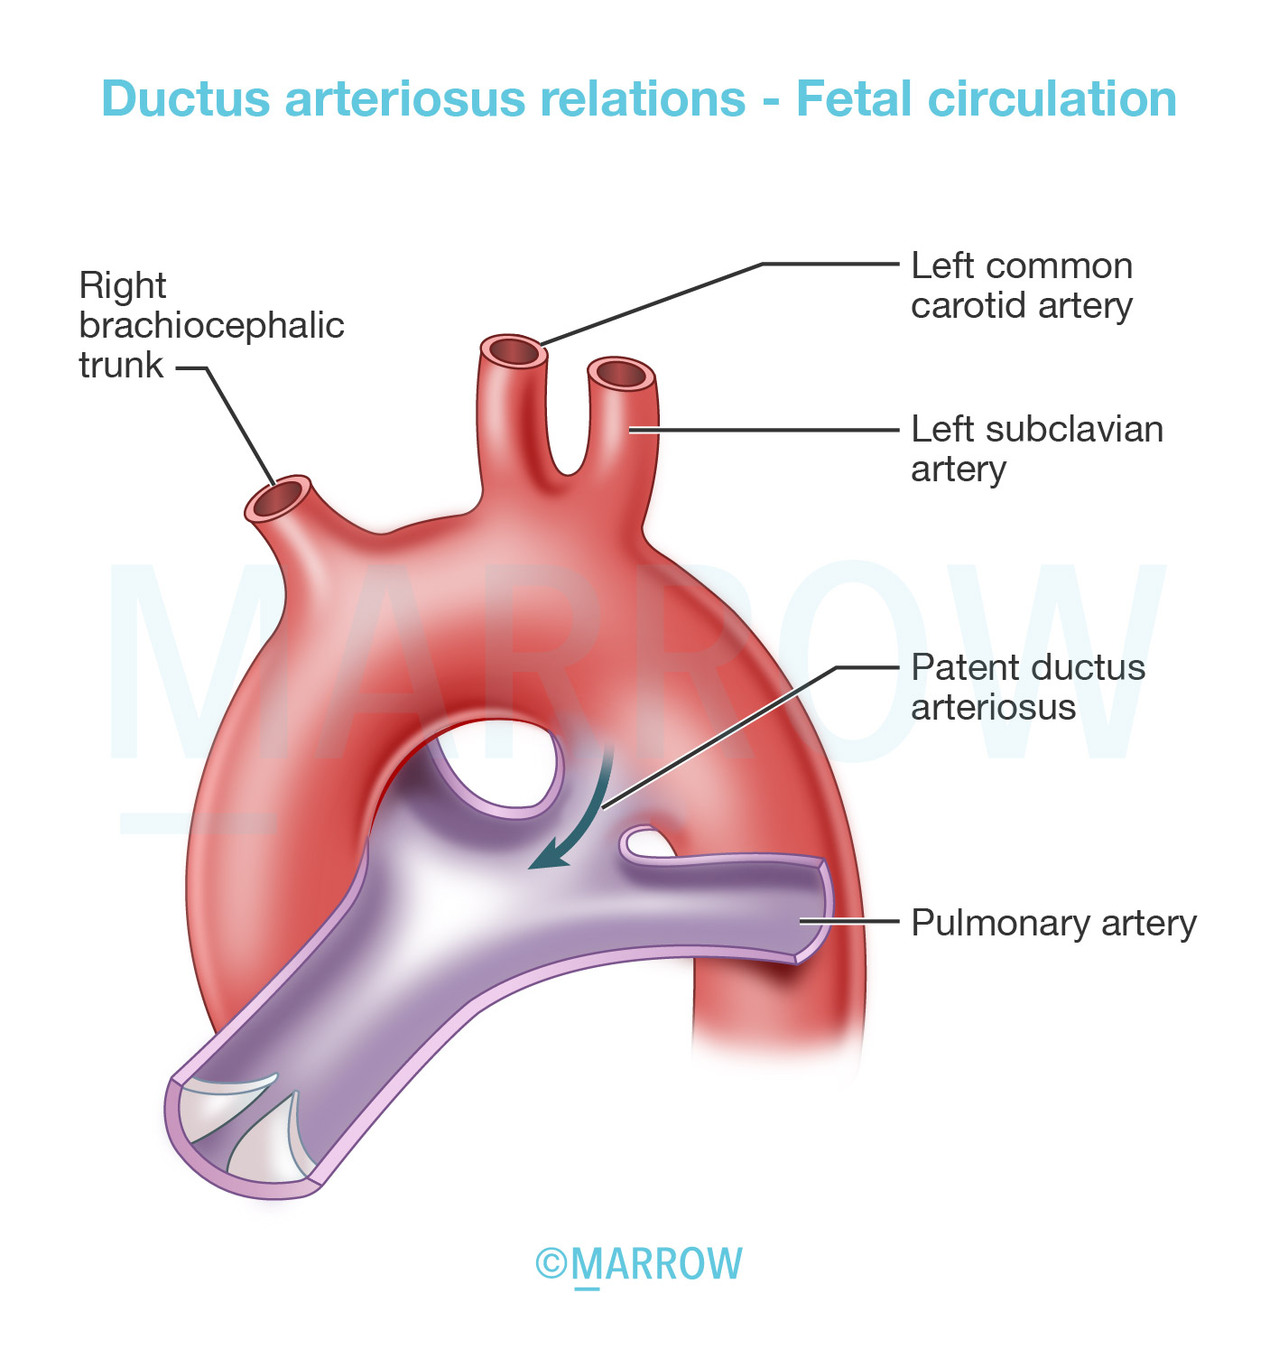 Ductus arteriosus relations - Fetal circulation
Right
brachiocephalic
trunk
Left common
carotid artery
Left subclavian
artery
MARROW
Patent ductus
arteriosus
Pulmonary artery
©MARROW